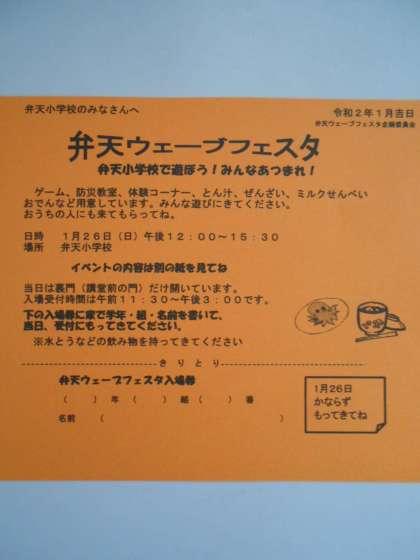 弁天小学校のみなさんへ
令和２年１月吉日
弁天ウェーブフェスタ企画委員会
弁天ウェーブフェスタ
弁天小学校で遊ぼう！みんなあつまれ！
ゲーム、防災教室、体験コーナー、とん汁、ぜんざい、ミルクせんべい
おでんなど用意しています。みんな遊びにきてください。
おうちの人にも来てもらってね。
日時　１月２６日（日）午後１２：００～１５：３０
場所　弁天小学校
イベントの内容は別の紙を見てね
当日は裏門（講堂前の門）だけ開いています。
入場受付時間は午前１１：３０～午後３：００です。
下の入場券に家で学年・組・名前を書いて、
当日、受付にもってきてください。
※水とうなどの飲み物を持ってきてください
きりとり
弁天ウェーブフェスタ入場券
（　　）年（　　）組（　　）番
名前　（　　　　　　　　　　）
１月２６日
かならず
もってきてね